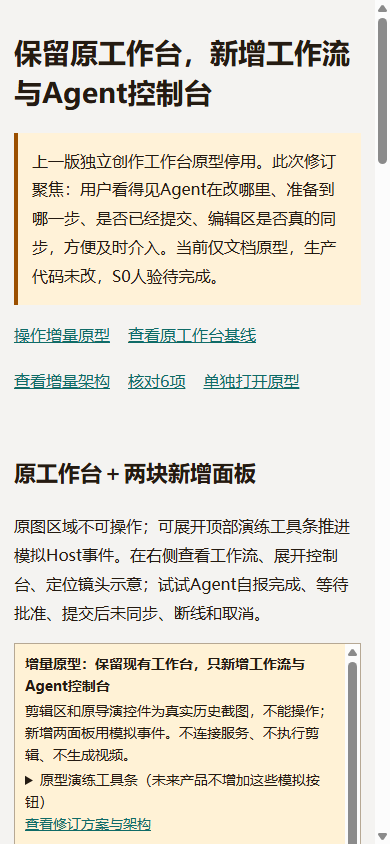 保留原工作台，新增工作流
与Agent控制台
上一版独立创作工作台原型停用。此次修订
聚焦：用户看得见Agent在改哪里、准备到
哪一步、是否已经提交、编辑区是否真的同
步，方便及时介入。当前仅文档原型，生产
代码未改，S0人验待完成。
操作增量原型 查看原工作台基线
查看增量架构 核对6项 单独打开原型
原工作台＋两块新增面板
原图区域不可操作；可展开顶部演练工具条推进
模拟Host事件。在右侧查看工作流、展开控制
台、定位镜头示意；试试Agent自报完成、等待
批准、提交后未同步、断线和取消。
增量原型：保留现有工作台，只新增工作流与
Agent控制台
剪辑区和原导演控件为真实历史截图，不能操作；
新增两面板用模拟事件。不连接服务、不执行剪
辑、不生成视频。
▶ 原型演练工具条（未来产品不增加这些模拟按
钮）
查看修订方案与架构